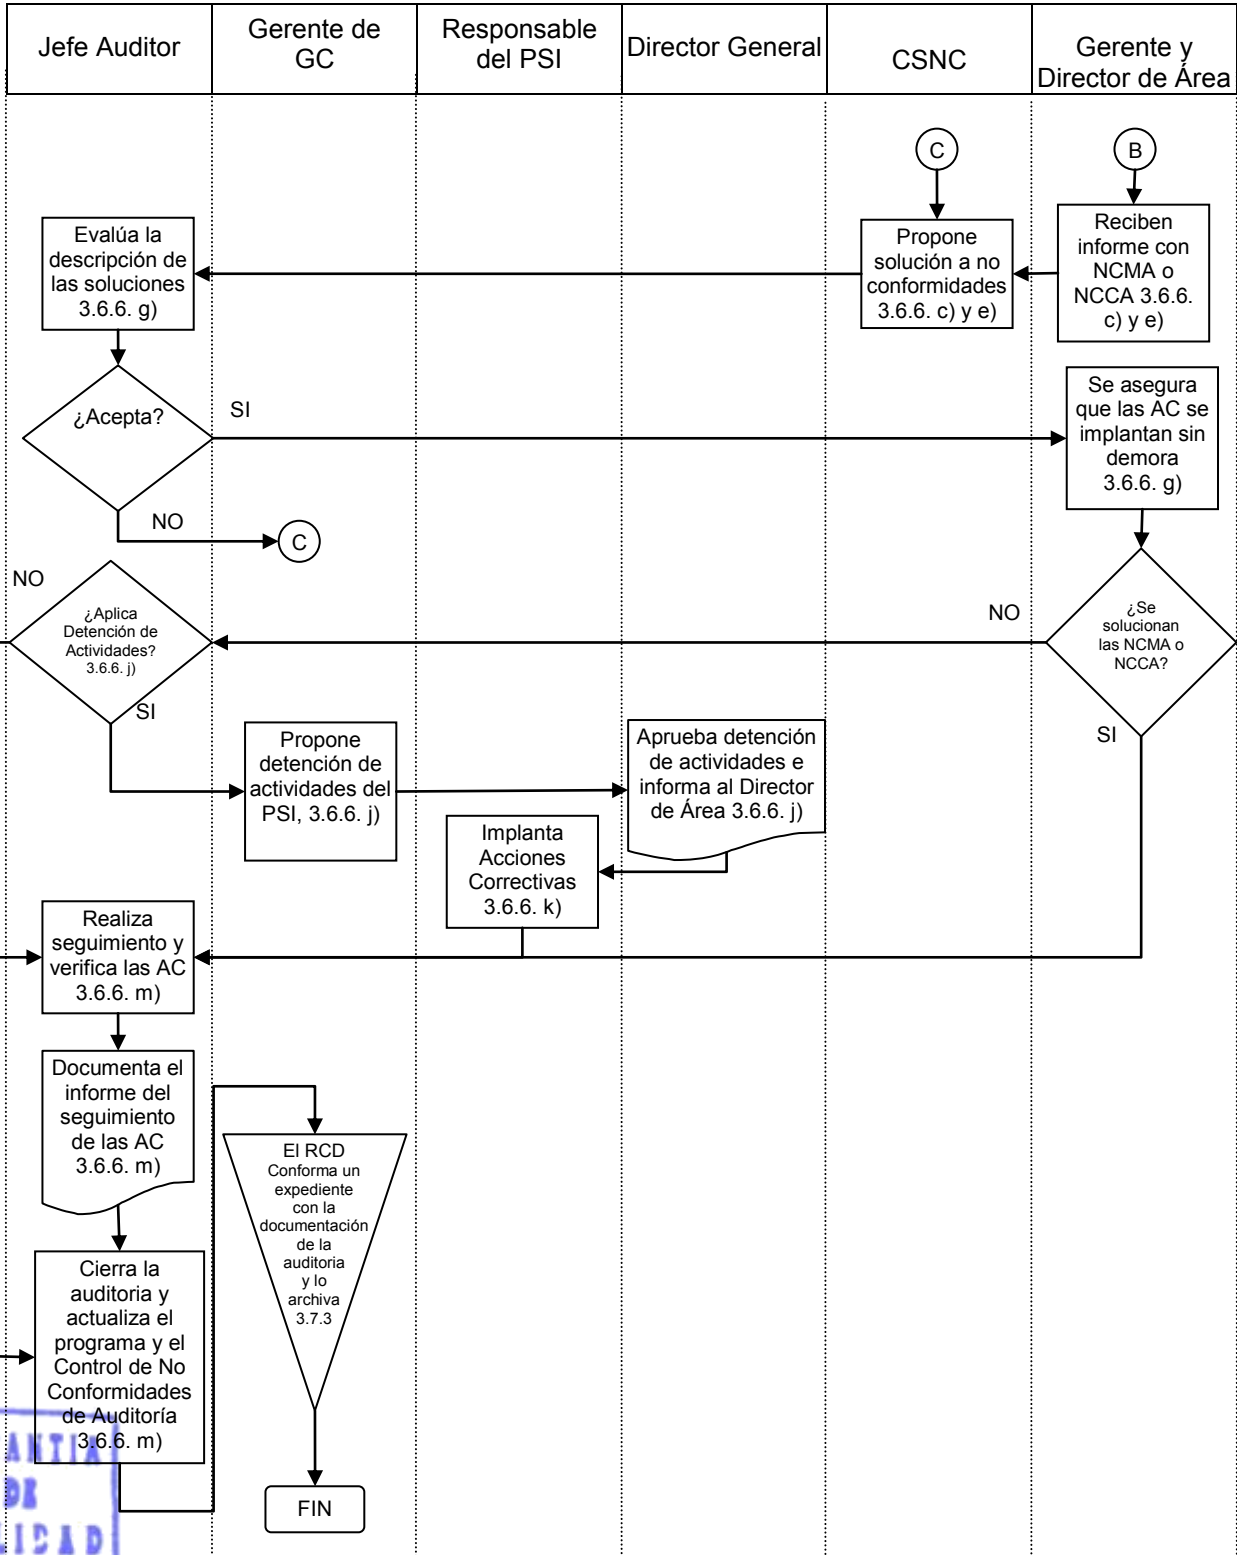 Jefe Auditor
Gerente de
GC
Responsable
del PSI
Director General
CSNC
Gerente y
Director de Área
C
B
Evalúa la
descripción de
las soluciones
3.6.6. g)
Propone
solución a no
conformidades
3.6.6. c) y e)
Reciben
informe con
NCMA o
NCCA 3.6.6.
c) y e)
¿Acepta?
SI
Se asegura
que las AC se
implantan sin
demora
3.6.6. g)
NO
C
NO
¿Aplica
Detención de
Actividades?
3.6.6. j)
SI
NO
¿Se
solucionan
las NCMA o
NCCA?
SI
Propone
detención de
actividades del
PSI, 3.6.6. j)
Aprueba detención
de actividades e
informa al Director
de Área 3.6.6. j)
Implanta
Acciones
Correctivas
3.6.6. k)
Realiza
seguimiento y
verifica las AC
3.6.6. m)
Documenta el
informe del
seguimiento
de las AC
3.6.6. m)
El RCD
Conforma un
expediente
con la
documentación
de la
auditoria
y lo
archiva
3.7.3
Cierra la
auditoria y
actualiza el
programa y el
Control de No
Conformidades
de Auditoría
3.6.6. m)
FIN
ANTIA
DE
LIDAD